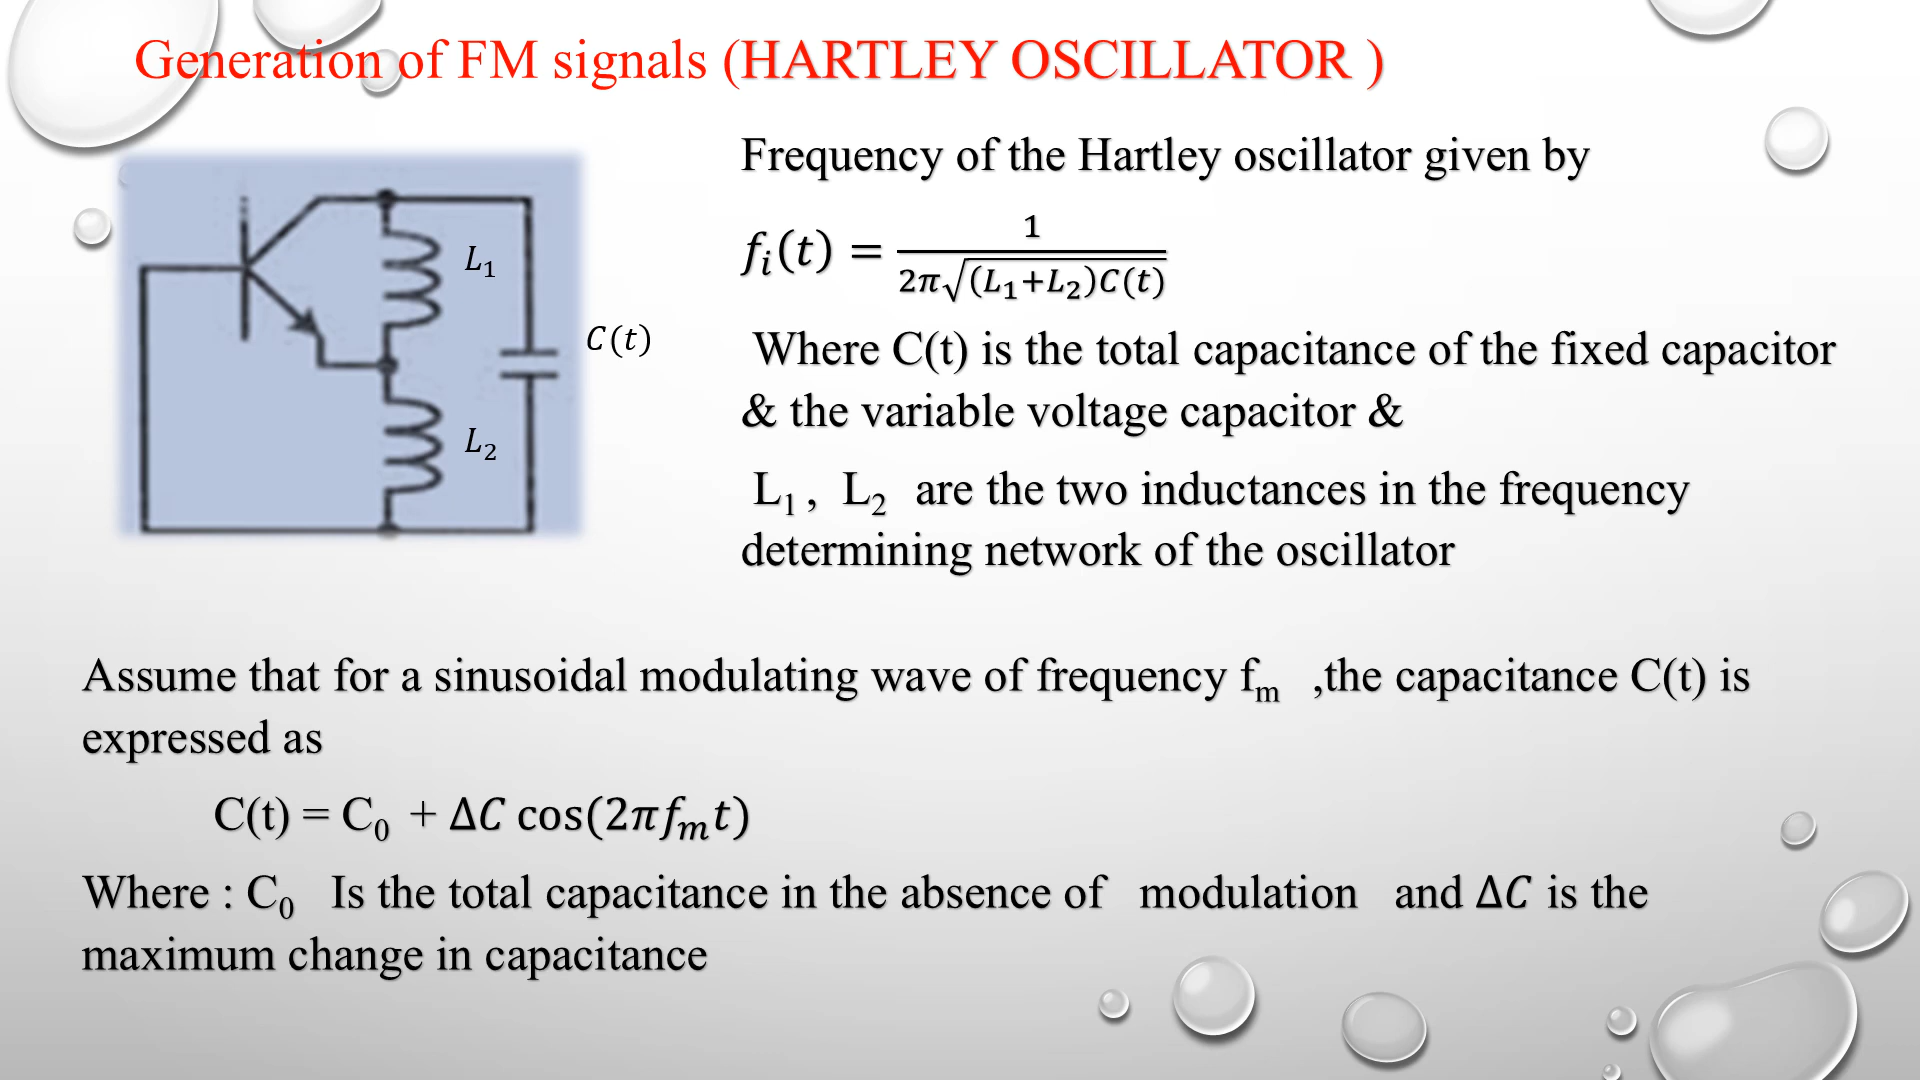 Generation of FM signals (HARTLEY OSCILLATOR )
L₁
C(t)
L₂
Frequency of the Hartley oscillator given by
fᵢ(t) = 1 / 2π√(L₁+L₂)C(t)
Where C(t) is the total capacitance of the fixed capacitor
& the variable voltage capacitor &
L₁ , L₂ are the two inductances in the frequency
determining network of the oscillator
Assume that for a sinusoidal modulating wave of frequency fₘ ,the capacitance C(t) is
expressed as
C(t) = C₀ + ΔC cos(2πfₘt)
Where : C₀ Is the total capacitance in the absence of modulation and ΔC is the
maximum change in capacitance